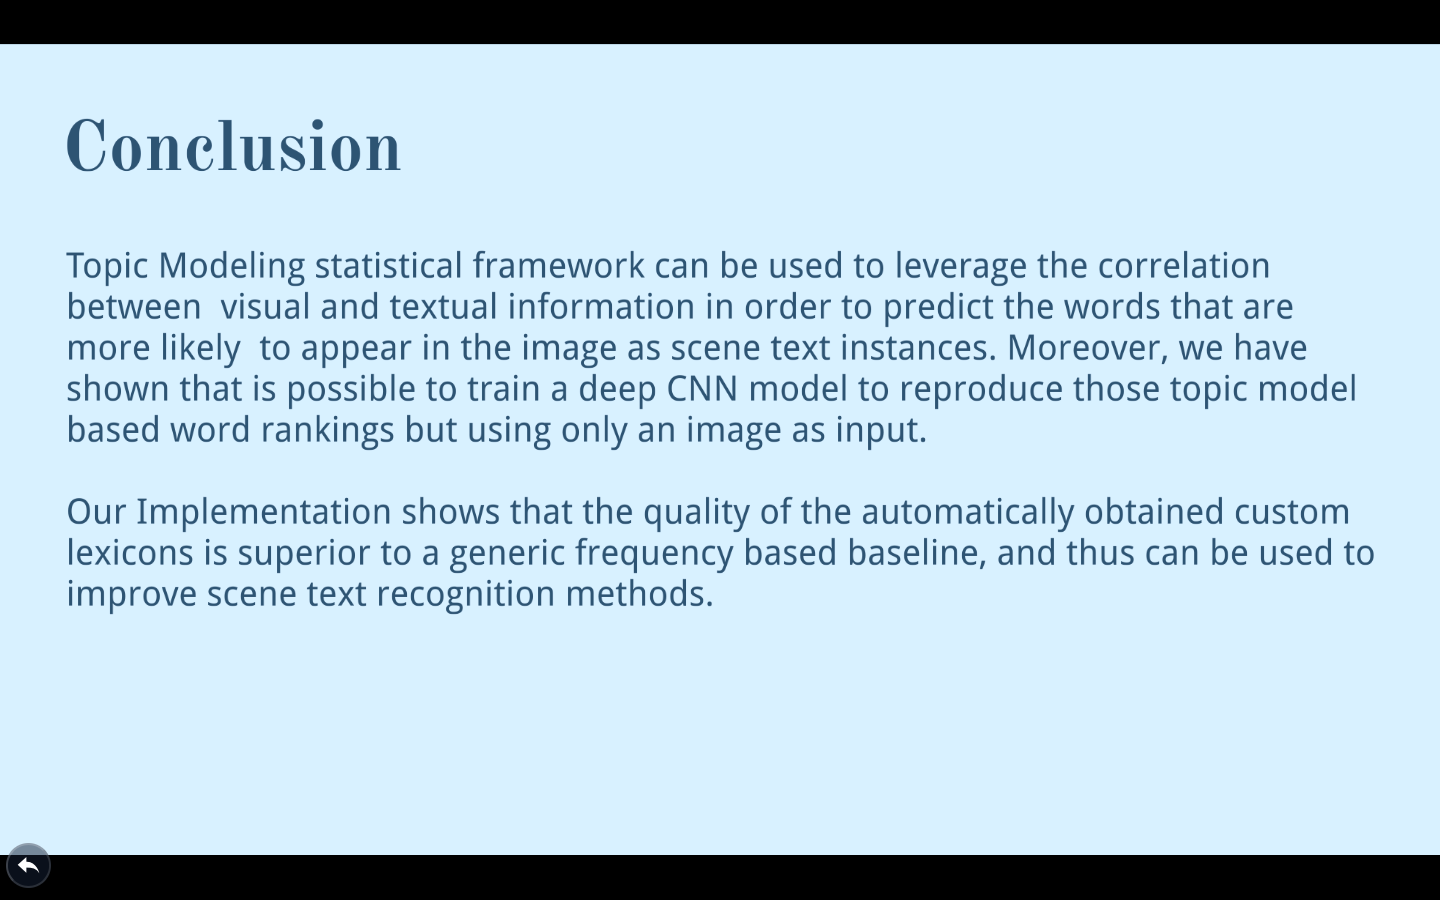 Conclusion
Topic Modeling statistical framework can be used to leverage the correlation
between  visual and textual information in order to predict the words that are
more likely  to appear in the image as scene text instances. Moreover, we have
shown that is possible to train a deep CNN model to reproduce those topic model
based word rankings but using only an image as input.
Our Implementation shows that the quality of the automatically obtained custom
lexicons is superior to a generic frequency based baseline, and thus can be used to
improve scene text recognition methods.